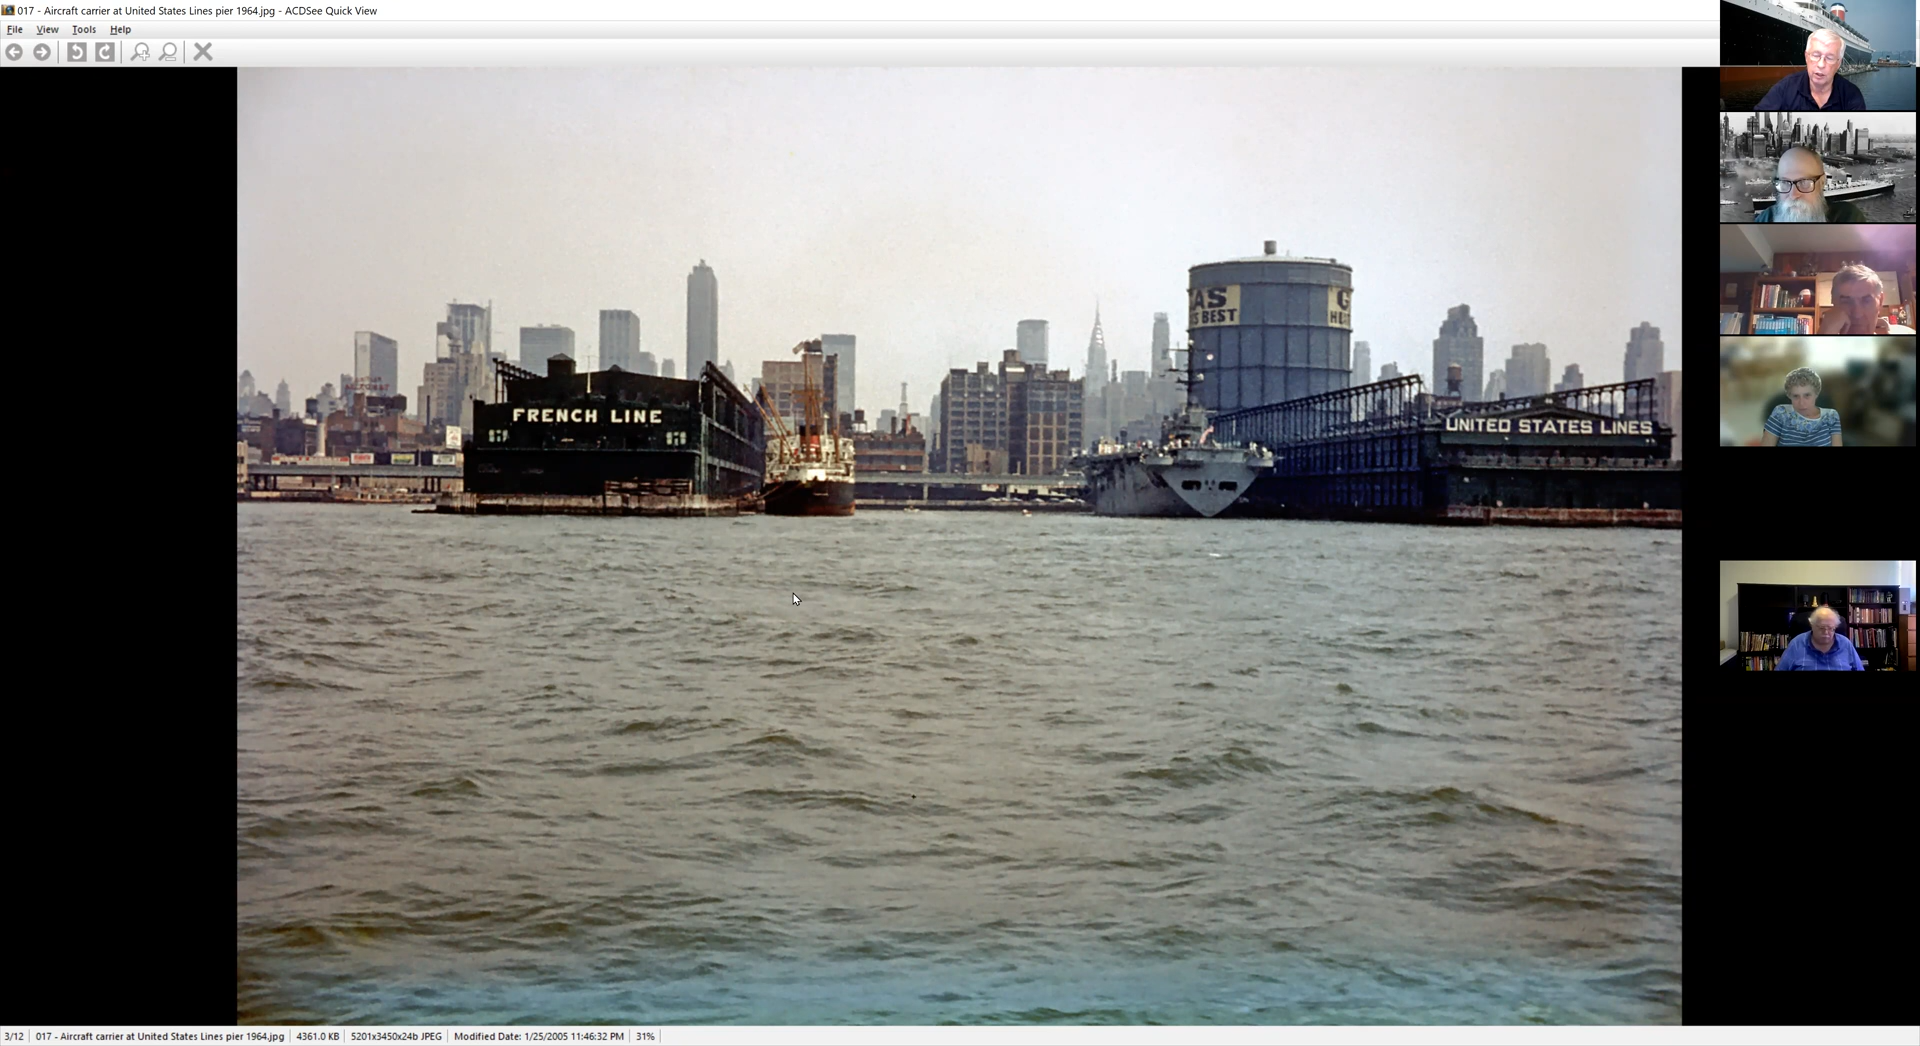 017 - Aircraft carrier at United States Lines pier 1964.jpg - ACDSee Quick View
File View Tools Help
AS
'S BEST
G
FRENCH LINE
UNITED STATES LINES
3/12 017 - Aircraft carrier at United States Lines pier 1964.jpg 4361.0 KB 5201x3450x24b JPEG Modified Date: 1/25/2005 11:46:32 PM 31%